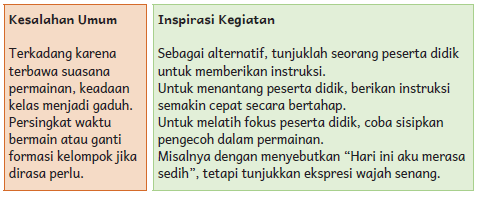 Kesalahan Umum
Terkadang karena
terbawa suasana
permainan, keadaan
kelas menjadi gaduh.
Persingkat waktu
bermain atau ganti
formasi kelompok jika
dirasa perlu.
Inspirasi Kegiatan
Sebagai alternatif, tunjuklah seorang peserta didik
untuk memberikan instruksi.
Untuk menantang peserta didik, berikan instruksi
semakin cepat secara bertahap.
Untuk melatih fokus peserta didik, coba sisipkan
pengecoh dalam permainan.
Misalnya dengan menyebutkan “Hari ini aku merasa
sedih”, tetapi tunjukkan ekspresi wajah senang.